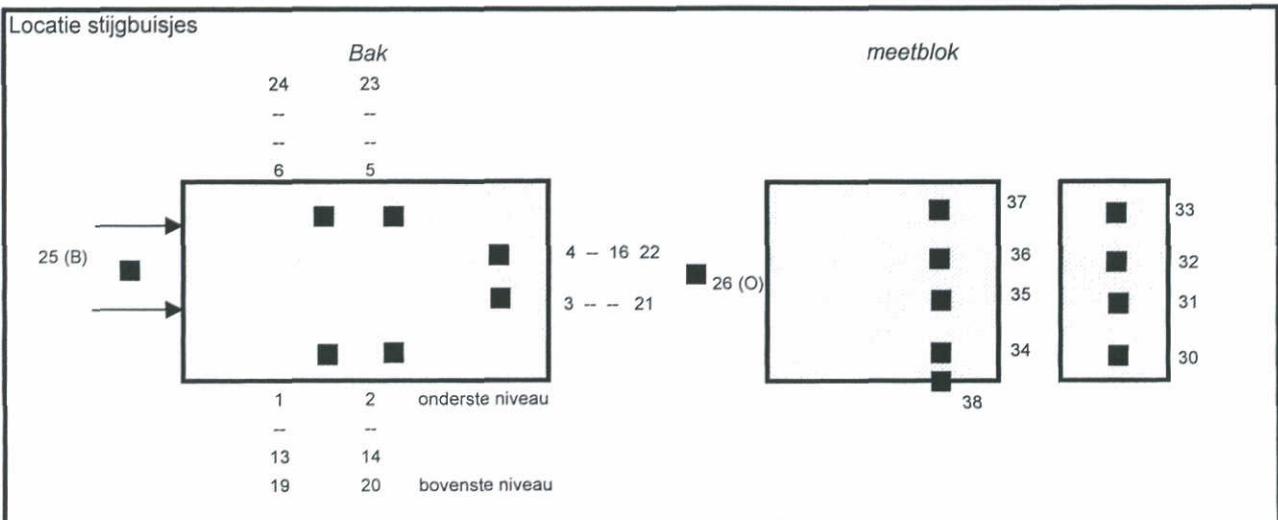 Locatie stijgbuisjes
Bak
meetblok
24 23
-- --
-- --
6 5
37
33
25 (B)
4 -- 16 22
26 (O)
36
32
3 -- -- 21
35
31
34
30
1 2 onderste niveau
38
-- --
13 14
19 20 bovenste niveau